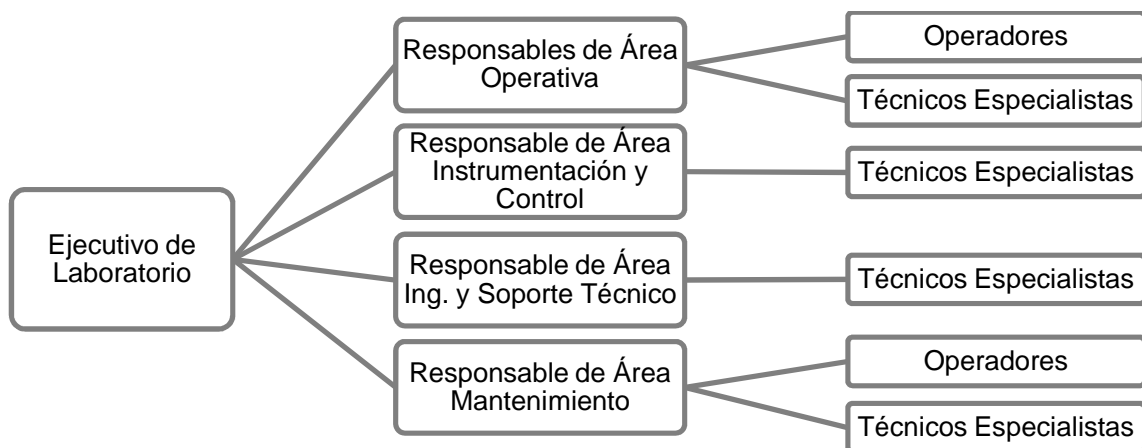 Ejecutivo de
Laboratorio
Responsables de Área
Operativa
Operadores
Técnicos Especialistas
Responsable de Área
Instrumentación y
Control
Técnicos Especialistas
Responsable de Área
Ing. y Soporte Técnico
Técnicos Especialistas
Responsable de Área
Mantenimiento
Operadores
Técnicos Especialistas